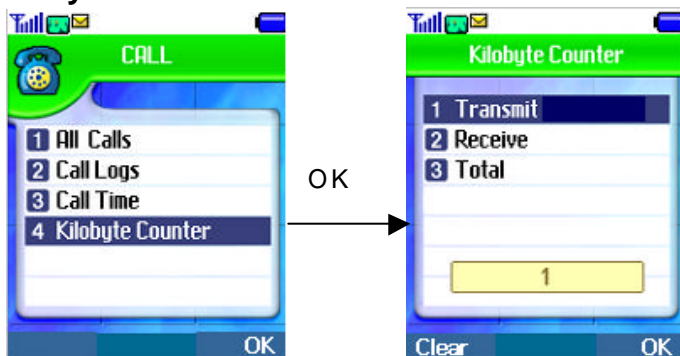 CALL
1 All Calls
2 Call Logs
3 Call Time
4 Kilobyte Counter
OK
OK
Kilobyte Counter
1 Transmit
2 Receive
3 Total
1
Clear OK